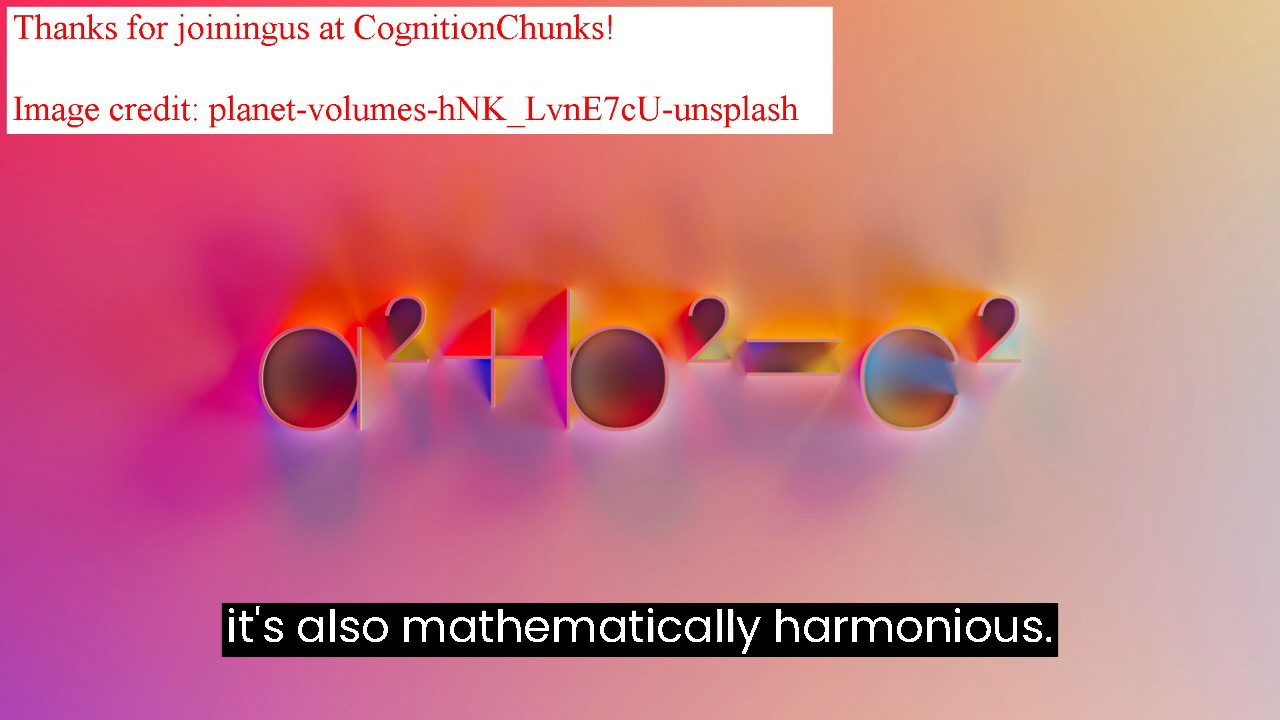 Thanks for joiningus at CognitionChunks!
Image credit: planet-volumes-hNK_LvnE7cU-unsplash
a²+b²=c²
it's also mathematically harmonious.